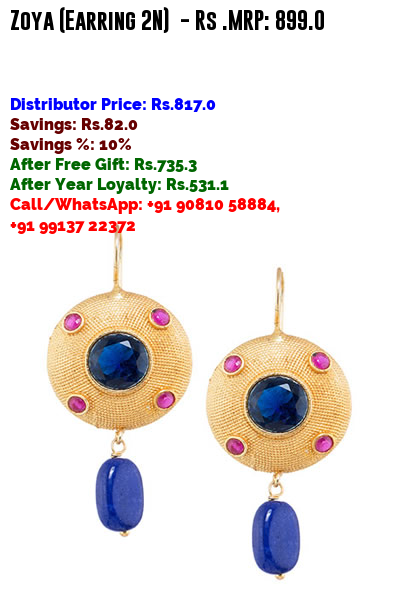 Zoya (Earring 2N) - Rs .MRP: 899.0
Distributor Price: Rs.817.0
Savings: Rs.82.0
Savings %: 10%
After Free Gift: Rs.735.3
After Year Loyalty: Rs.531.1
Call/WhatsApp: +91 90810 58884,
+91 99137 22372